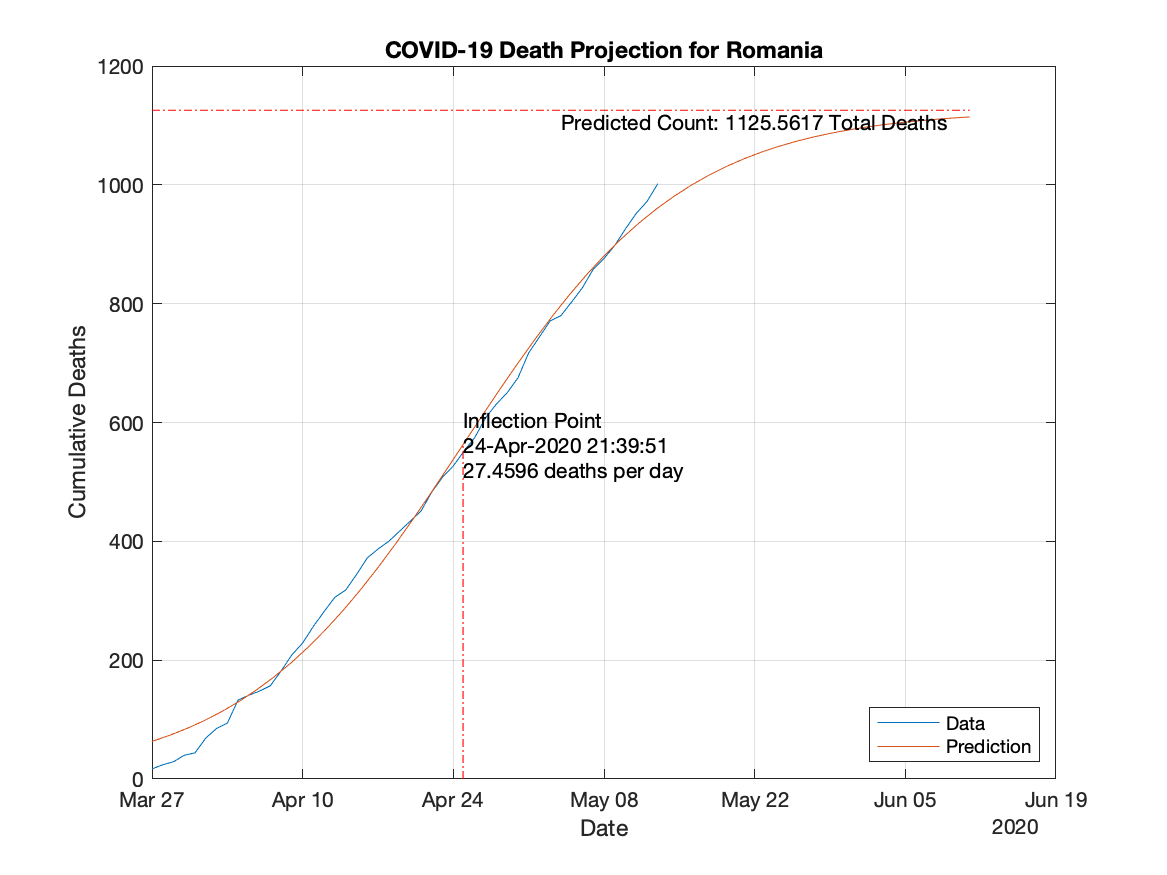 COVID-19 Death Projection for Romania
1200
1000
800
600
400
200
0
Cumulative Deaths
Predicted Count: 1125.5617 Total Deaths
Inflection Point
24-Apr-2020 21:39:51
27.4596 deaths per day
Data
Prediction
Mar 27 Apr 10 Apr 24 May 08 May 22 Jun 05 Jun 19
Date
2020